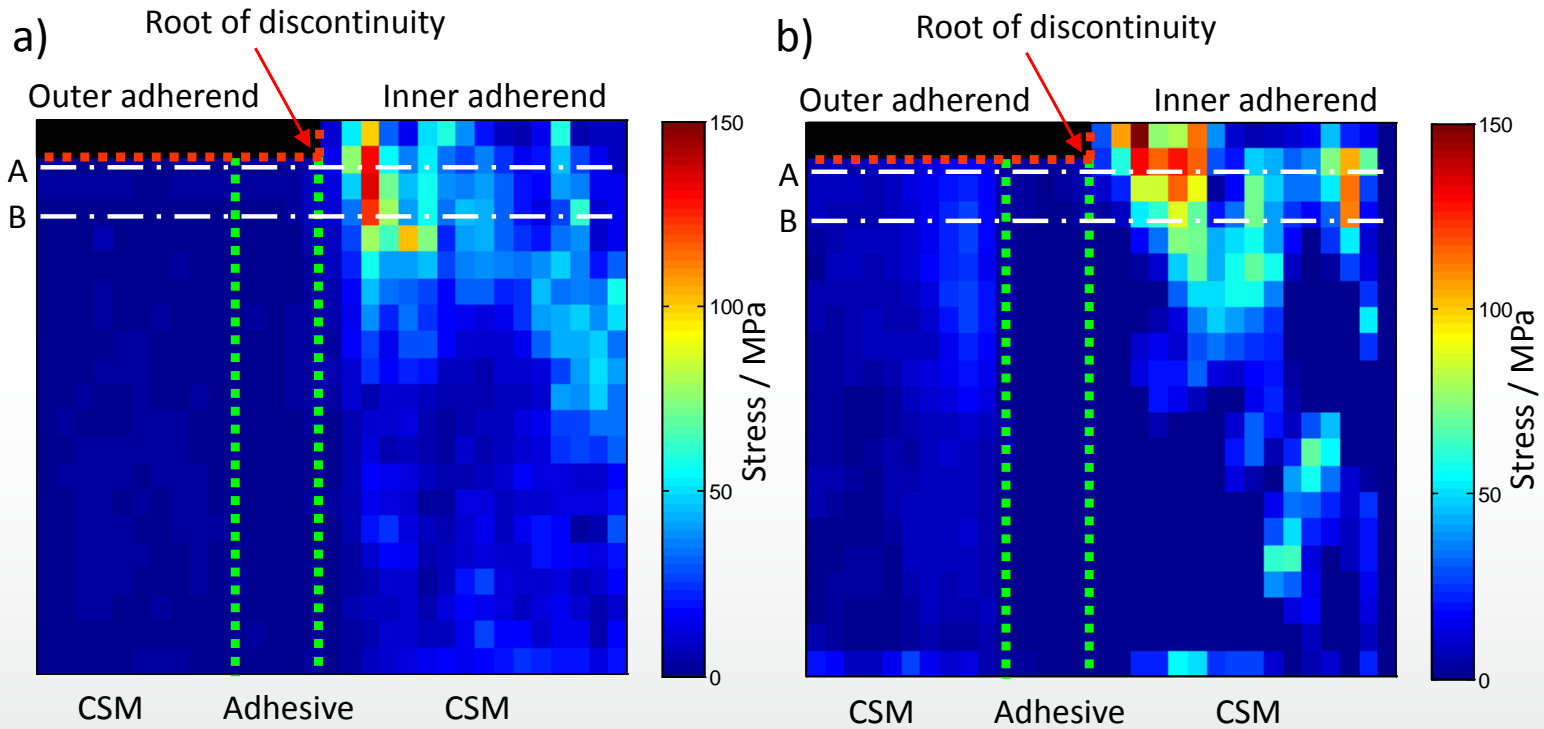 a)
Root of discontinuity
Outer adherend
Inner adherend
A
B
150
100
50
0
Stress / MPa
CSM
Adhesive
CSM
b)
Root of discontinuity
Outer adherend
Inner adherend
A
B
150
100
50
0
Stress / MPa
CSM
Adhesive
CSM